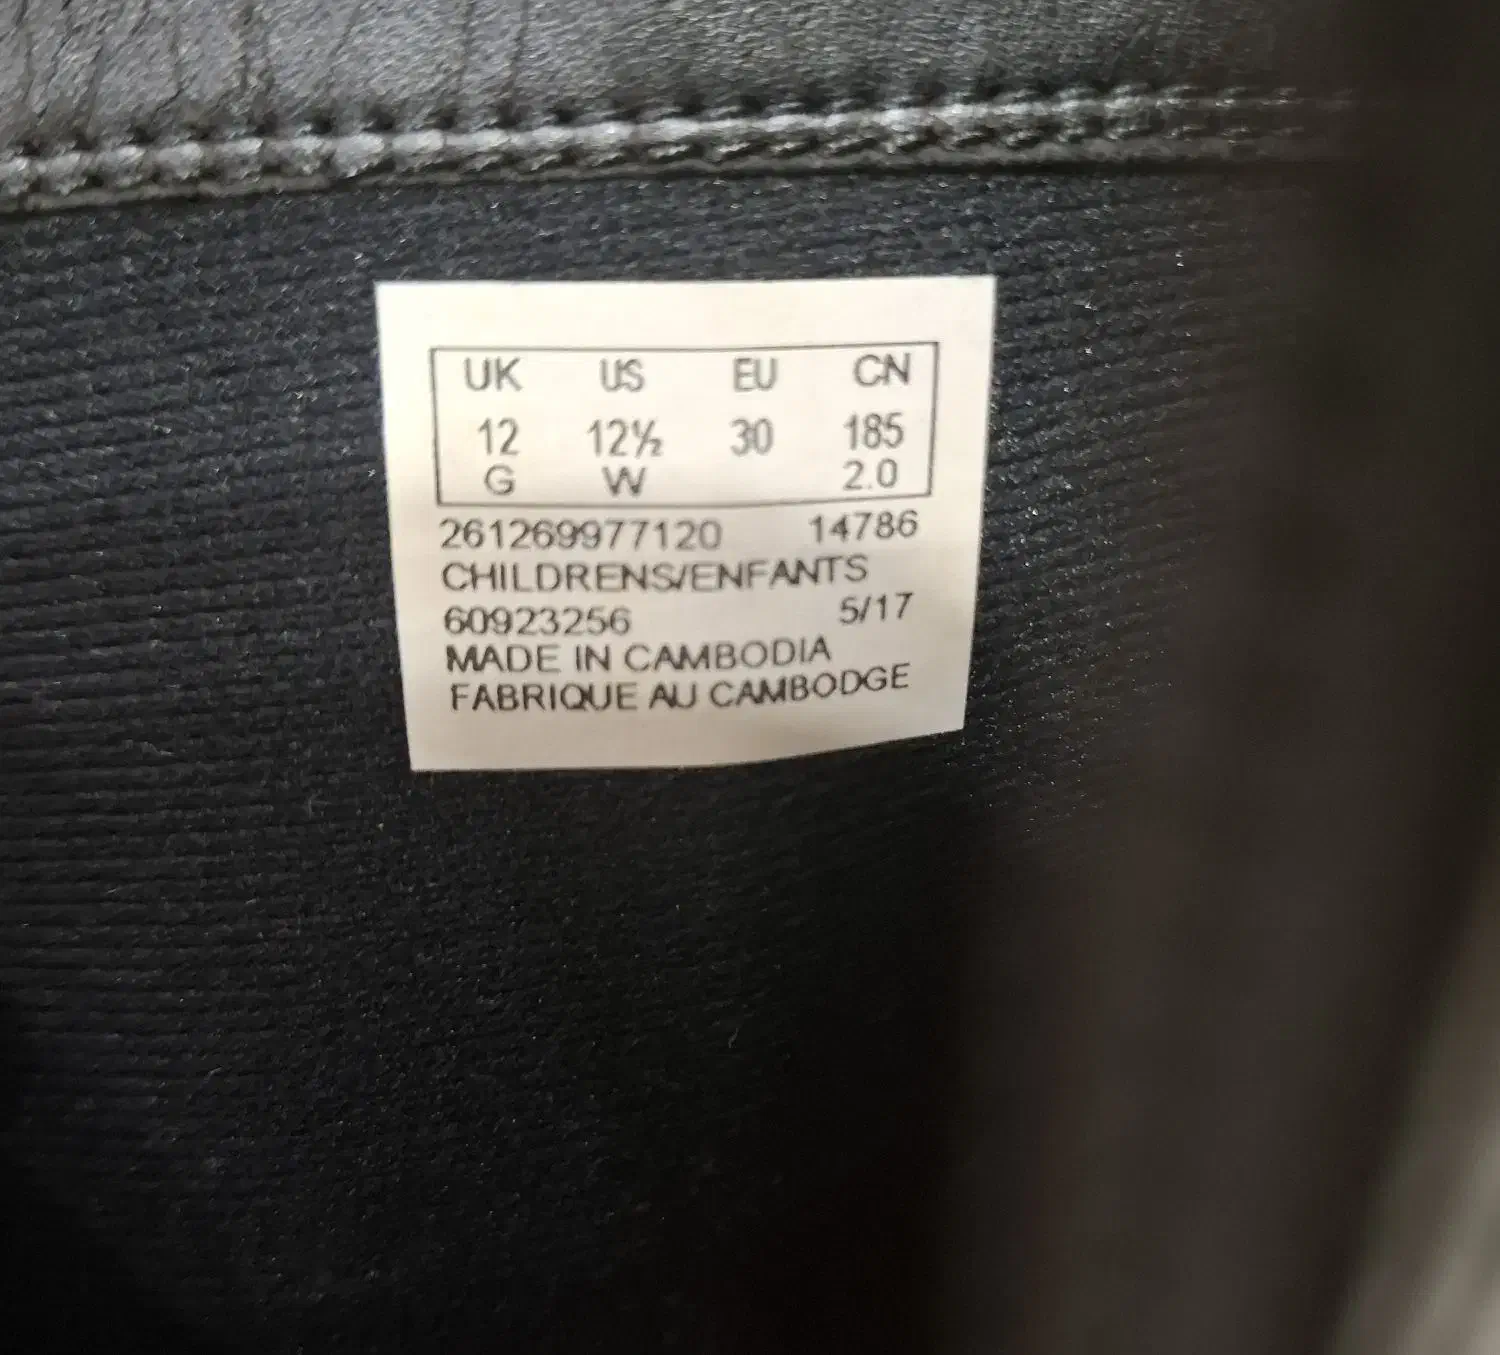 UK US EU CN
12 12½ 30 185
G W 2.0
261269977120 14786
CHILDRENS/ENFANTS
60923256 5/17
MADE IN CAMBODIA
FABRIQUE AU CAMBODGE